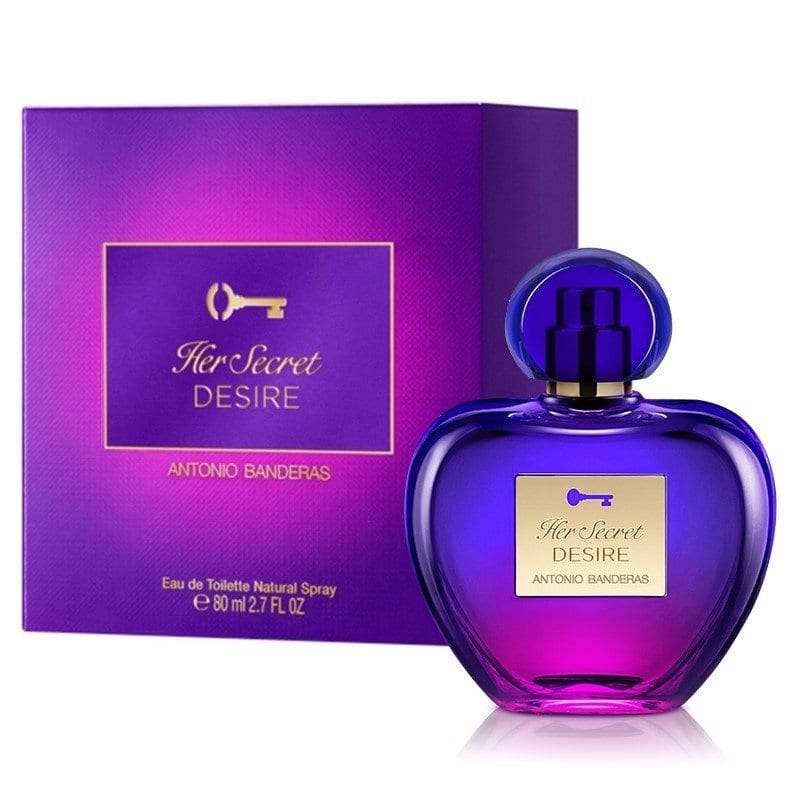 Her Secret
DESIRE
ANTONIO BANDERAS
Eau de Toilette Natural Spray
℮ 80 ml 2.7 FL OZ
Her Secret
DESIRE
ANTONIO BANDERAS